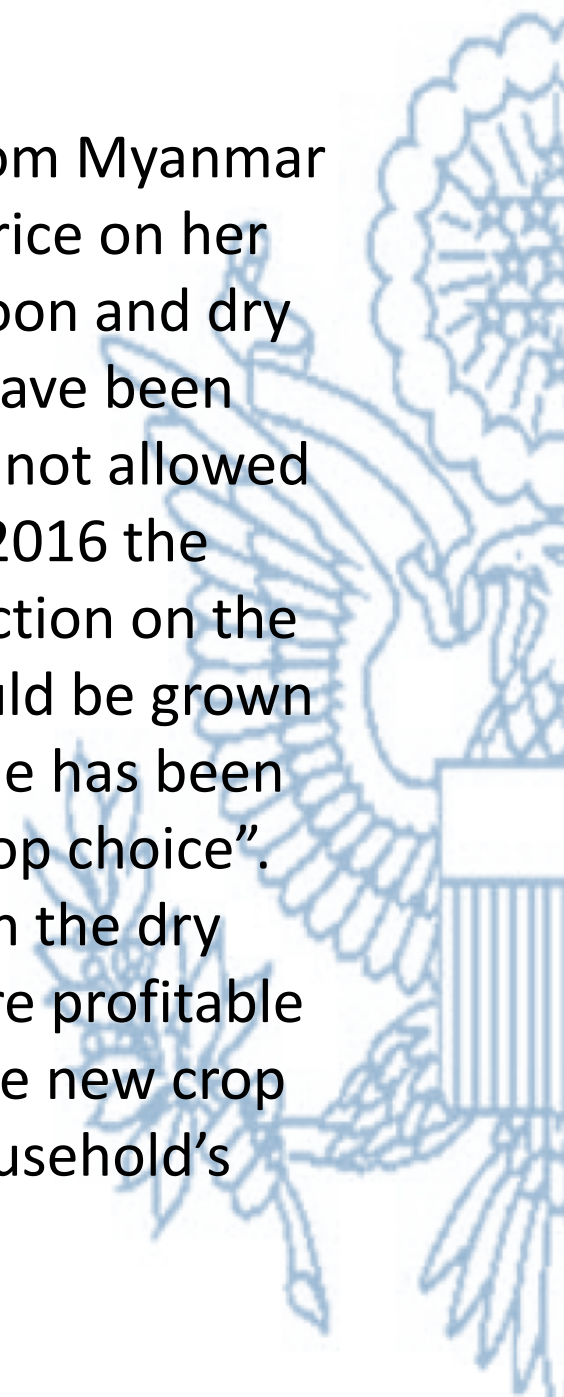 om Myanmar
rice on her
oon and dry
ave been
not allowed
2016 the
ction on the
uld be grown
e has been
op choice”.
n the dry
re profitable
e new crop
usehold’s